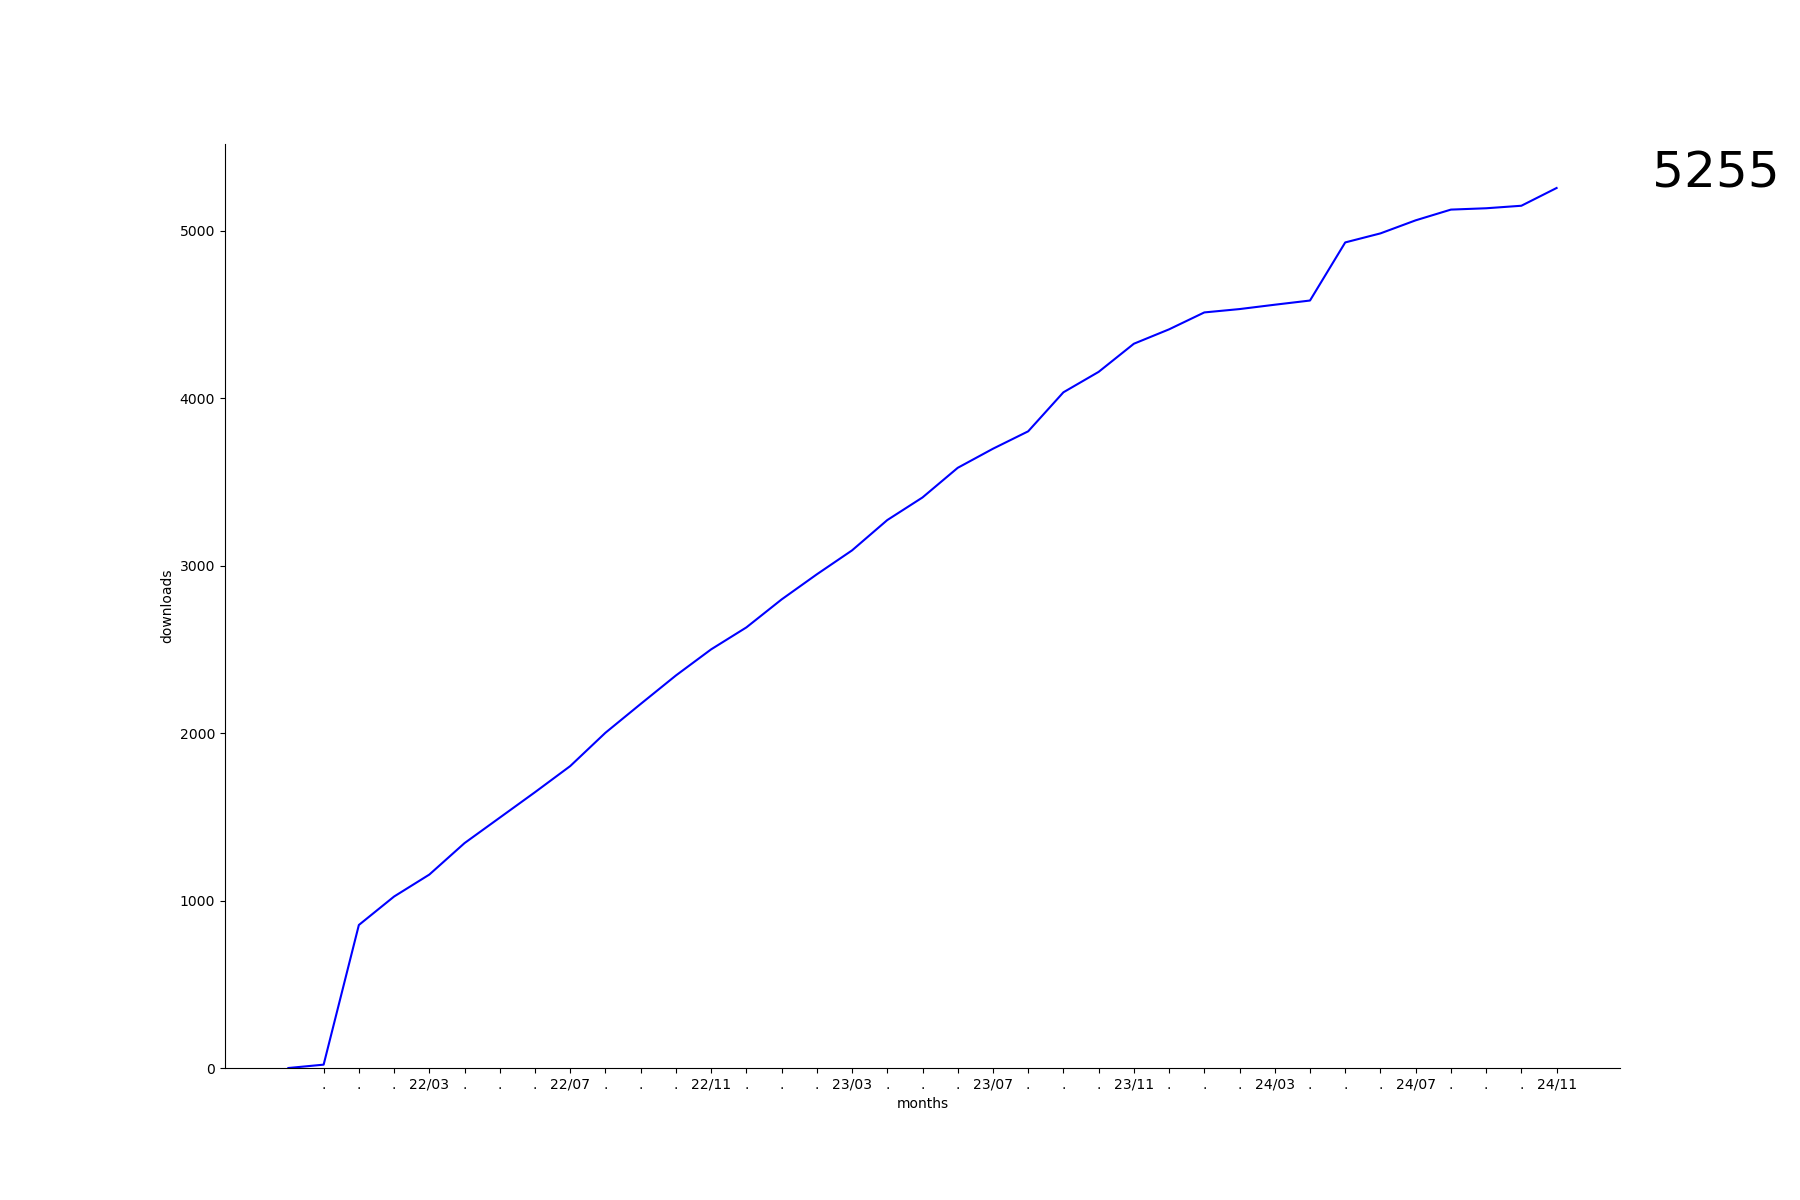 5255
5000
4000
3000
2000
1000
0
downloads
. . . 22/03 . . . 22/07 . . . 22/11 . . . 23/03 . . . 23/07 . . . 23/11 . . . 24/03 . . . 24/07 . . . 24/11
months